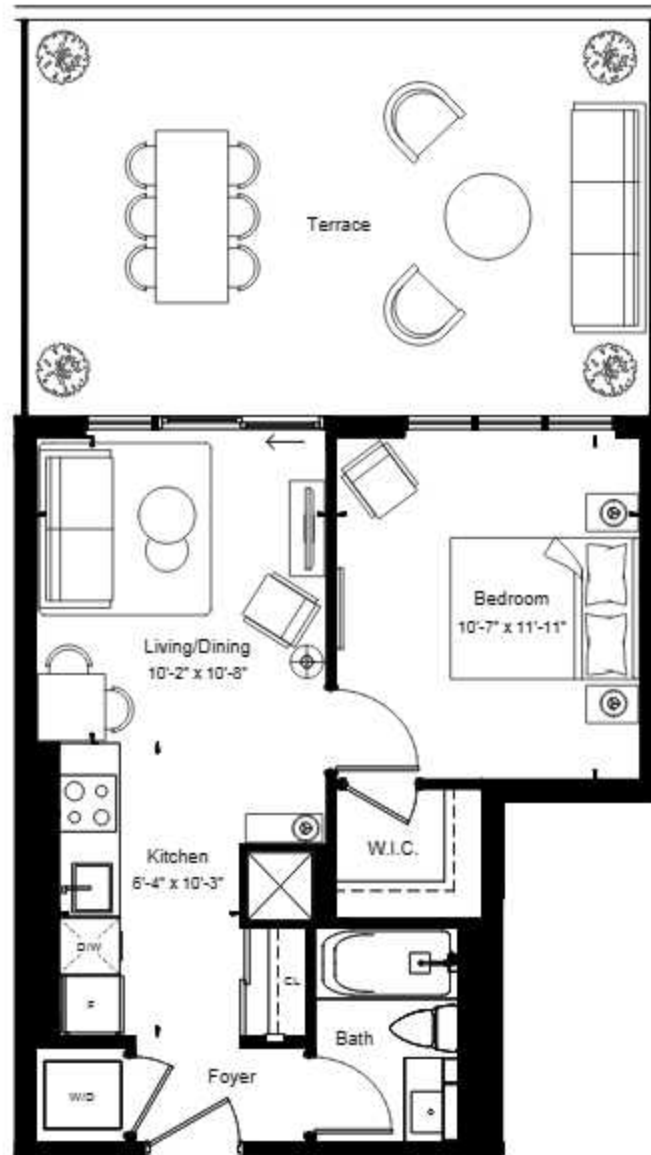 Terrace
Bedroom
10'-7" x 11'-11"
Living/Dining
10'-2" x 10'-8"
W.I.C.
Kitchen
6'-4" x 10'-3"
D/W
CL
F
Bath
Foyer
W/D